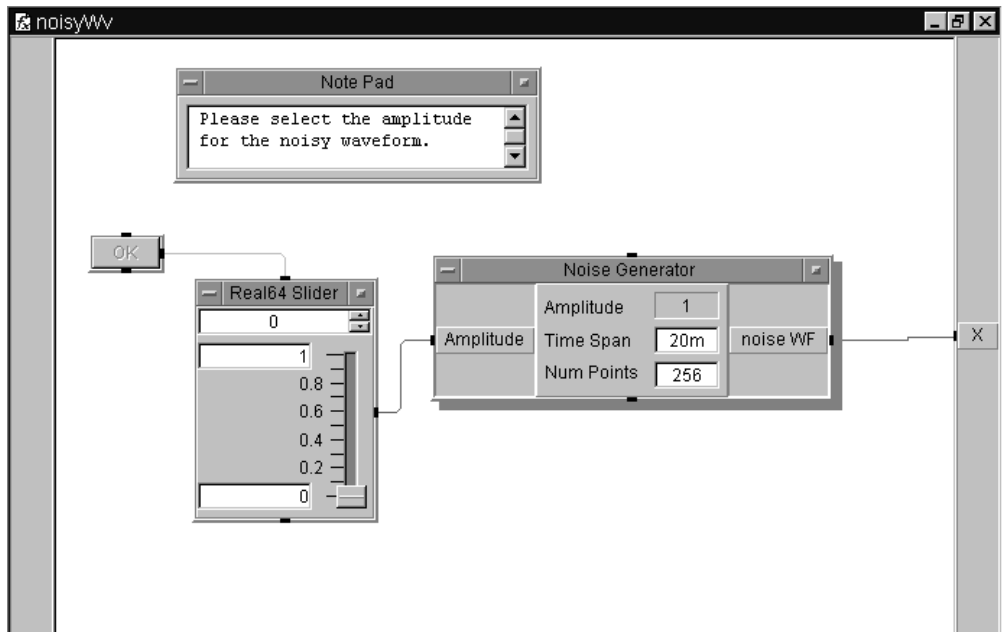 noisyWv
Note Pad
Please select the amplitude
for the noisy waveform.
OK
Real64 Slider
0
1
0.8
0.6
0.4
0.2
0
Noise Generator
Amplitude
Amplitude 1
Time Span 20m
Num Points 256
noise WF
X